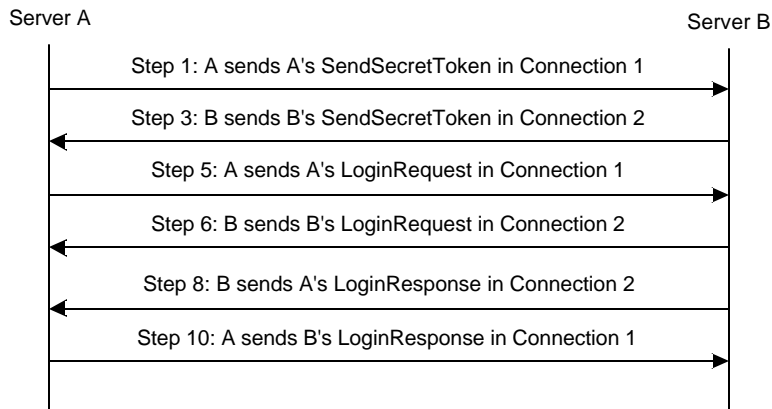 Server A
Server B
Step 1: A sends A's SendSecretToken in Connection 1
Step 3: B sends B's SendSecretToken in Connection 2
Step 5: A sends A's LoginRequest in Connection 1
Step 6: B sends B's LoginRequest in Connection 2
Step 8: B sends A's LoginResponse in Connection 2
Step 10: A sends B's LoginResponse in Connection 1